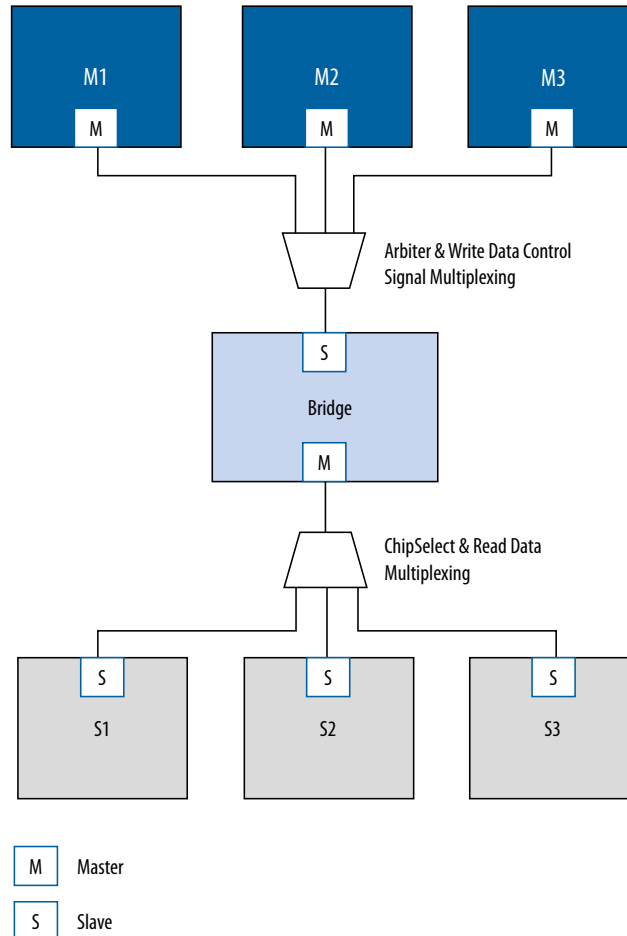 M1
M2
M3
M
M
M
Arbiter & Write Data Control
Signal Multiplexing
S
Bridge
M
ChipSelect & Read Data
Multiplexing
S
S
S
S1
S2
S3
M
Master
S
Slave